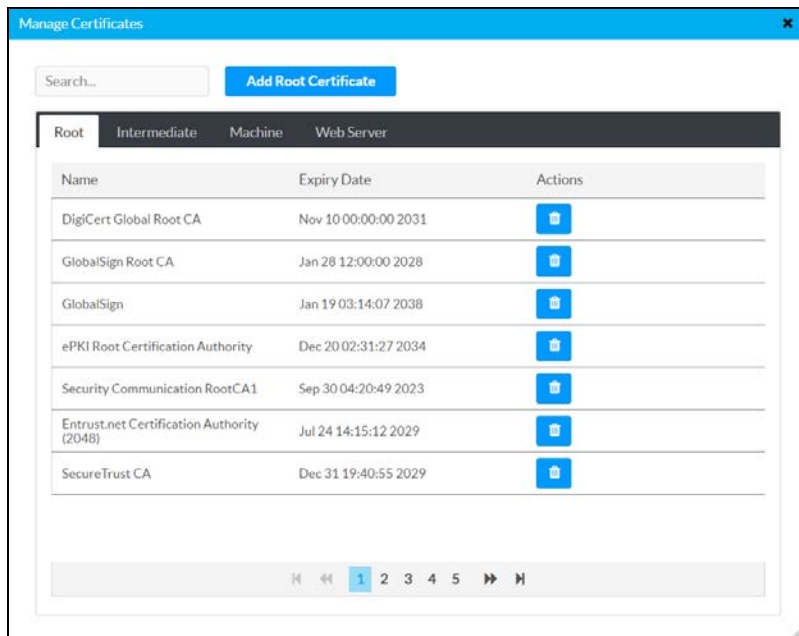 Manage Certificates
Search...
Add Root Certificate
Root Intermediate Machine Web Server
Name Expiry Date Actions
DigiCert Global Root CA Nov 10 00:00:00 2031
GlobalSign Root CA Jan 28 12:00:00 2028
GlobalSign Jan 19 03:14:07 2038
ePKI Root Certification Authority Dec 20 02:31:27 2034
Security Communication RootCA1 Sep 30 04:20:49 2023
Entrust.net Certification Authority
(2048) Jul 24 14:15:12 2029
SecureTrust CA Dec 31 19:40:55 2029
1 2 3 4 5